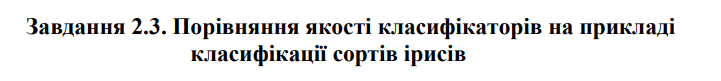 Завдання 2.3. Порівняння якості класифікаторів на прикладі
класифікації сортів ірисів